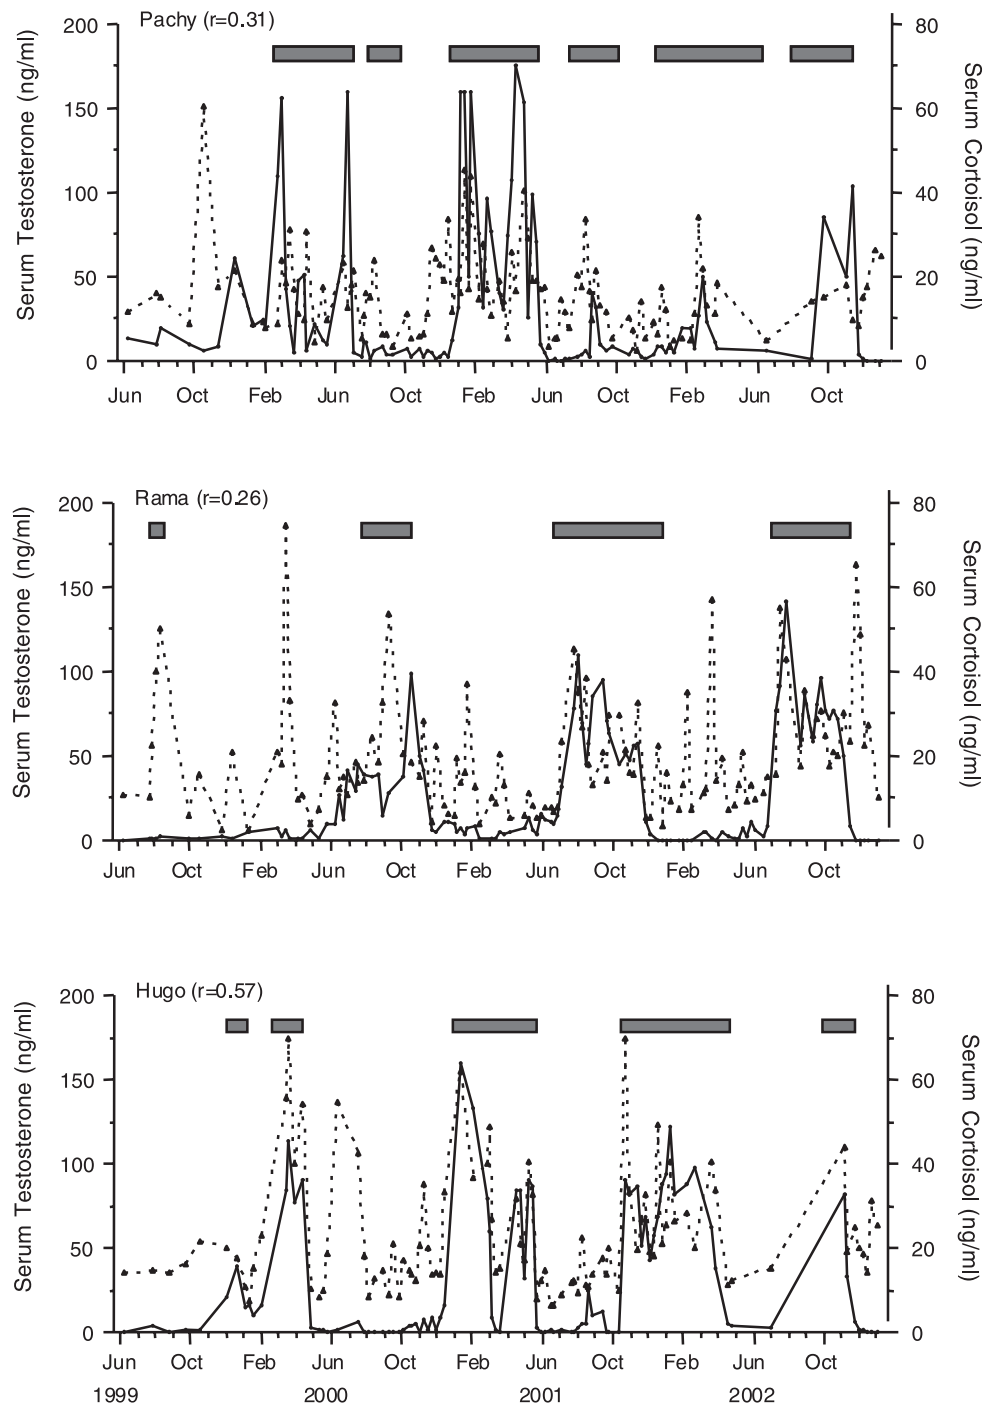 Pachy (r=0.31)
Serum Testosterone (ng/ml)
200
150
100
50
0
80
60
40
20
0
Serum Cortoisol (ng/ml)
Jun Oct Feb Jun Oct Feb Jun Oct Feb Jun Oct
Rama (r=0.26)
Serum Testosterone (ng/ml)
200
150
100
50
0
80
60
40
20
0
Serum Cortoisol (ng/ml)
Jun Oct Feb Jun Oct Feb Jun Oct Feb Jun Oct
Hugo (r=0.57)
Serum Testosterone (ng/ml)
200
150
100
50
0
80
60
40
20
0
Serum Cortoisol (ng/ml)
Jun Oct Feb Jun Oct Feb Jun Oct Feb Jun Oct
1999 2000 2001 2002